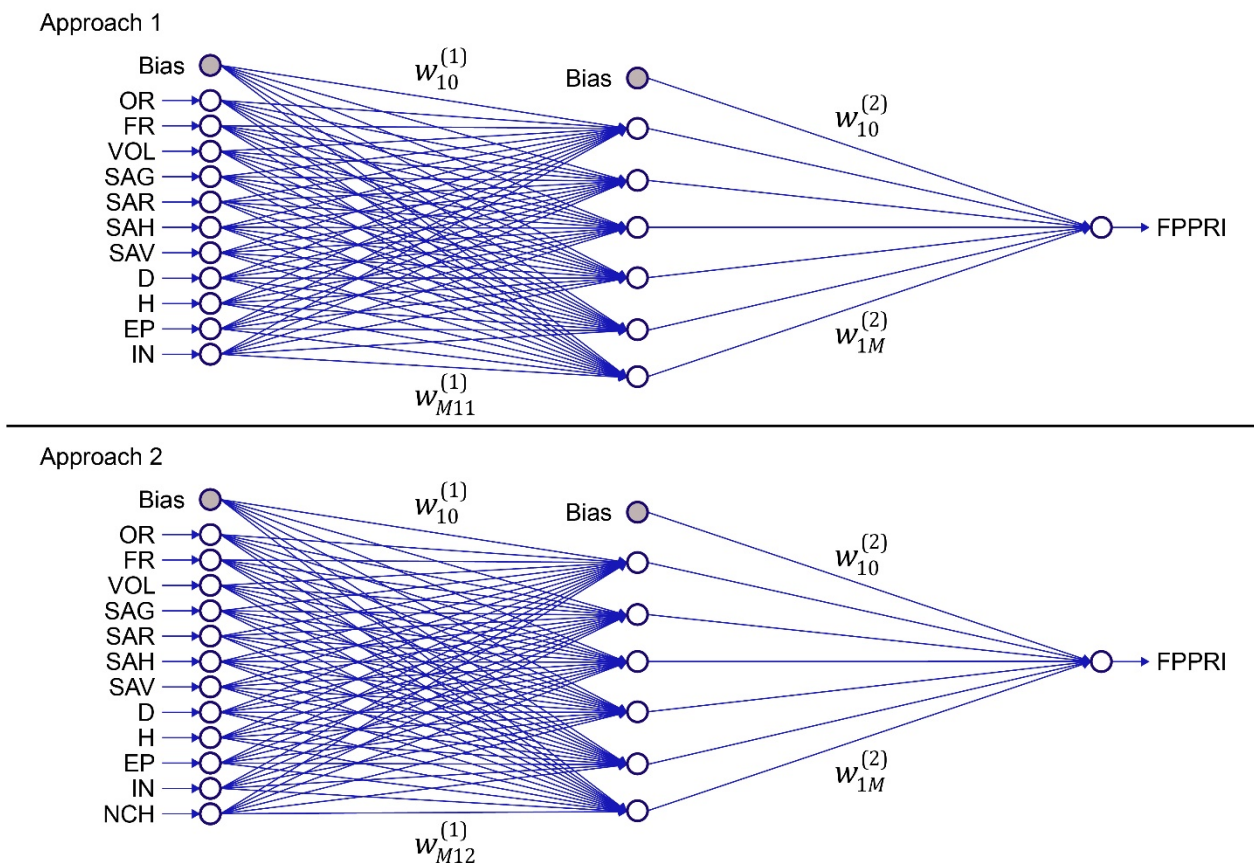 Approach 1
Bias
w_{10}^{(1)}
Bias
OR
FR
w_{10}^{(2)}
VOL
SAG
SAR
SAH
FPPRI
SAV
D
H
EP
w_{1M}^{(2)}
IN
w_{M11}^{(1)}
Approach 2
Bias
w_{10}^{(1)}
Bias
OR
FR
w_{10}^{(2)}
VOL
SAG
SAR
SAH
FPPRI
SAV
D
H
EP
w_{1M}^{(2)}
IN
NCH
w_{M12}^{(1)}